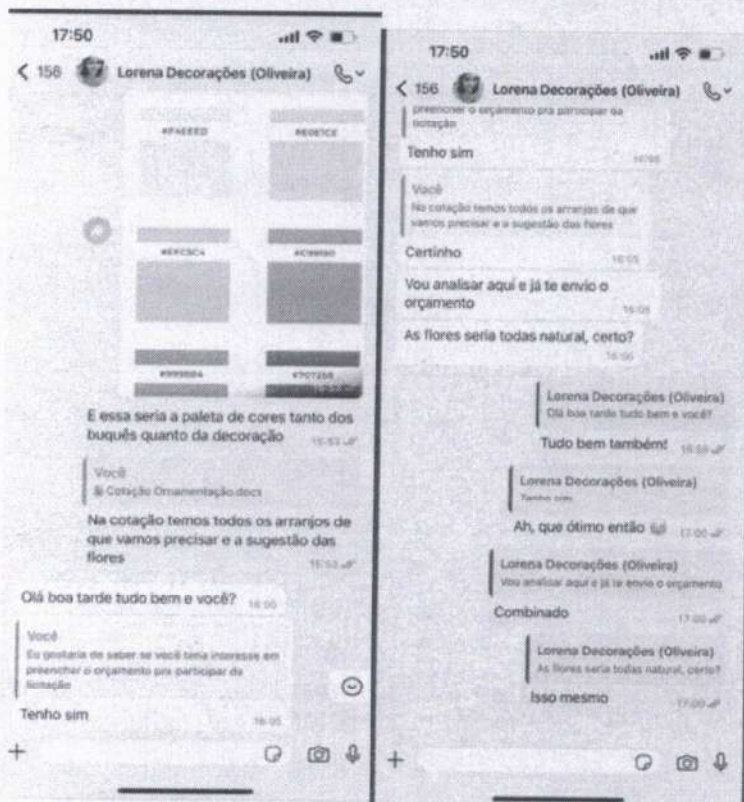 17:50
158 Lorena Decorações (Oliveira)
#FAEEED
#E0E1CE
#EFC3C4
#999B84
#707258
E essa seria a paleta de cores tanto dos
buquês quanto da decoração 15:53
Você
Cotação Ornamentação.docx
Na cotação temos todos os arranjos de
que vamos precisar e a sugestão das
flores 15:53
Olá boa tarde tudo bem e você? 16:05
Você
Eu gostaria de saber se você teria interesse em
preencher o orçamento pra participar da
licitação
Tenho sim 16:05
17:50
156 Lorena Decorações (Oliveira)
preencher o orçamento pra participar da
licitação
Tenho sim 16:05
Você
Na cotação temos todos os arranjos de que
vamos precisar e a sugestão das flores
Certinho 16:05
Vou analisar aqui e já te envio o
orçamento 16:05
As flores seria todas natural, certo?
16:06
Lorena Decorações (Oliveira)
Olá boa tarde tudo bem e você?
Tudo bem também! 16:59
Lorena Decorações (Oliveira)
Tenho sim
Ah, que ótimo então 17:00
Lorena Decorações (Oliveira)
Vou analisar aqui e já te envio o orçamento
Combinado 17:00
Lorena Decorações (Oliveira)
As flores seria todas natural, certo?
Isso mesmo 17:00